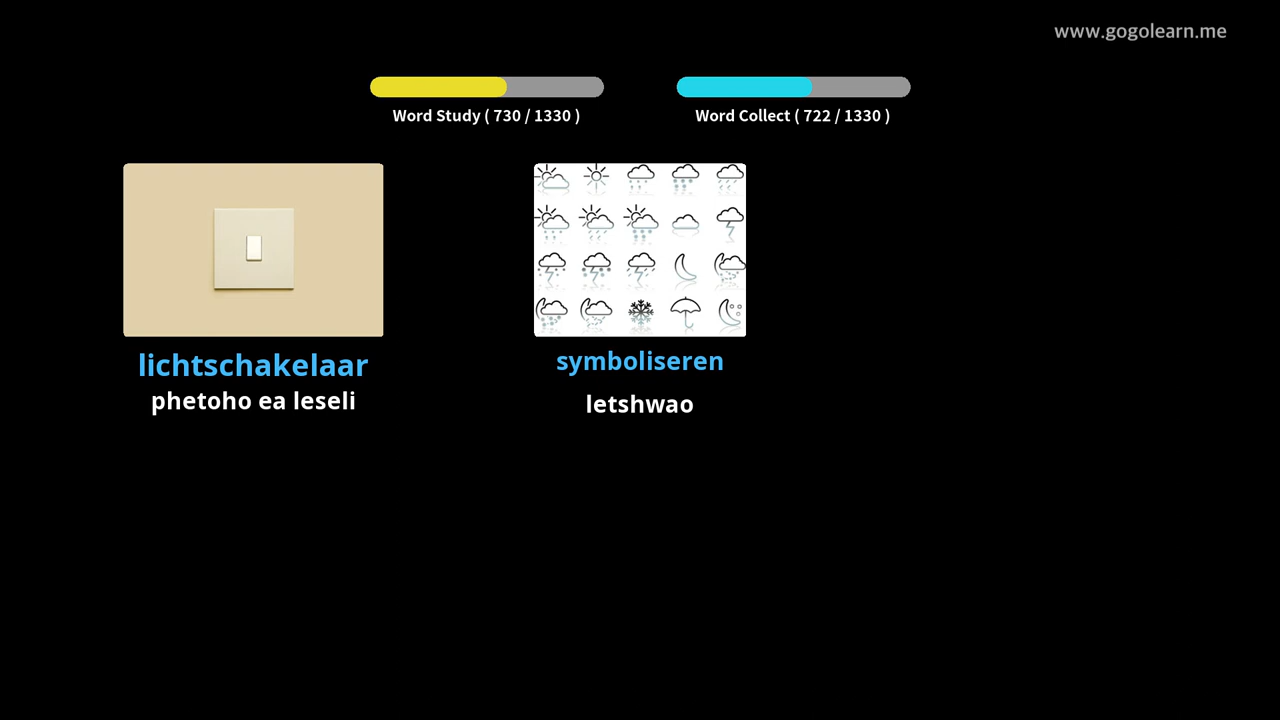 www.gogolearn.me
Word Study ( 730 / 1330 )
Word Collect ( 722 / 1330 )
lichtschakelaar
phetoho ea leseli
symboliseren
letshwao